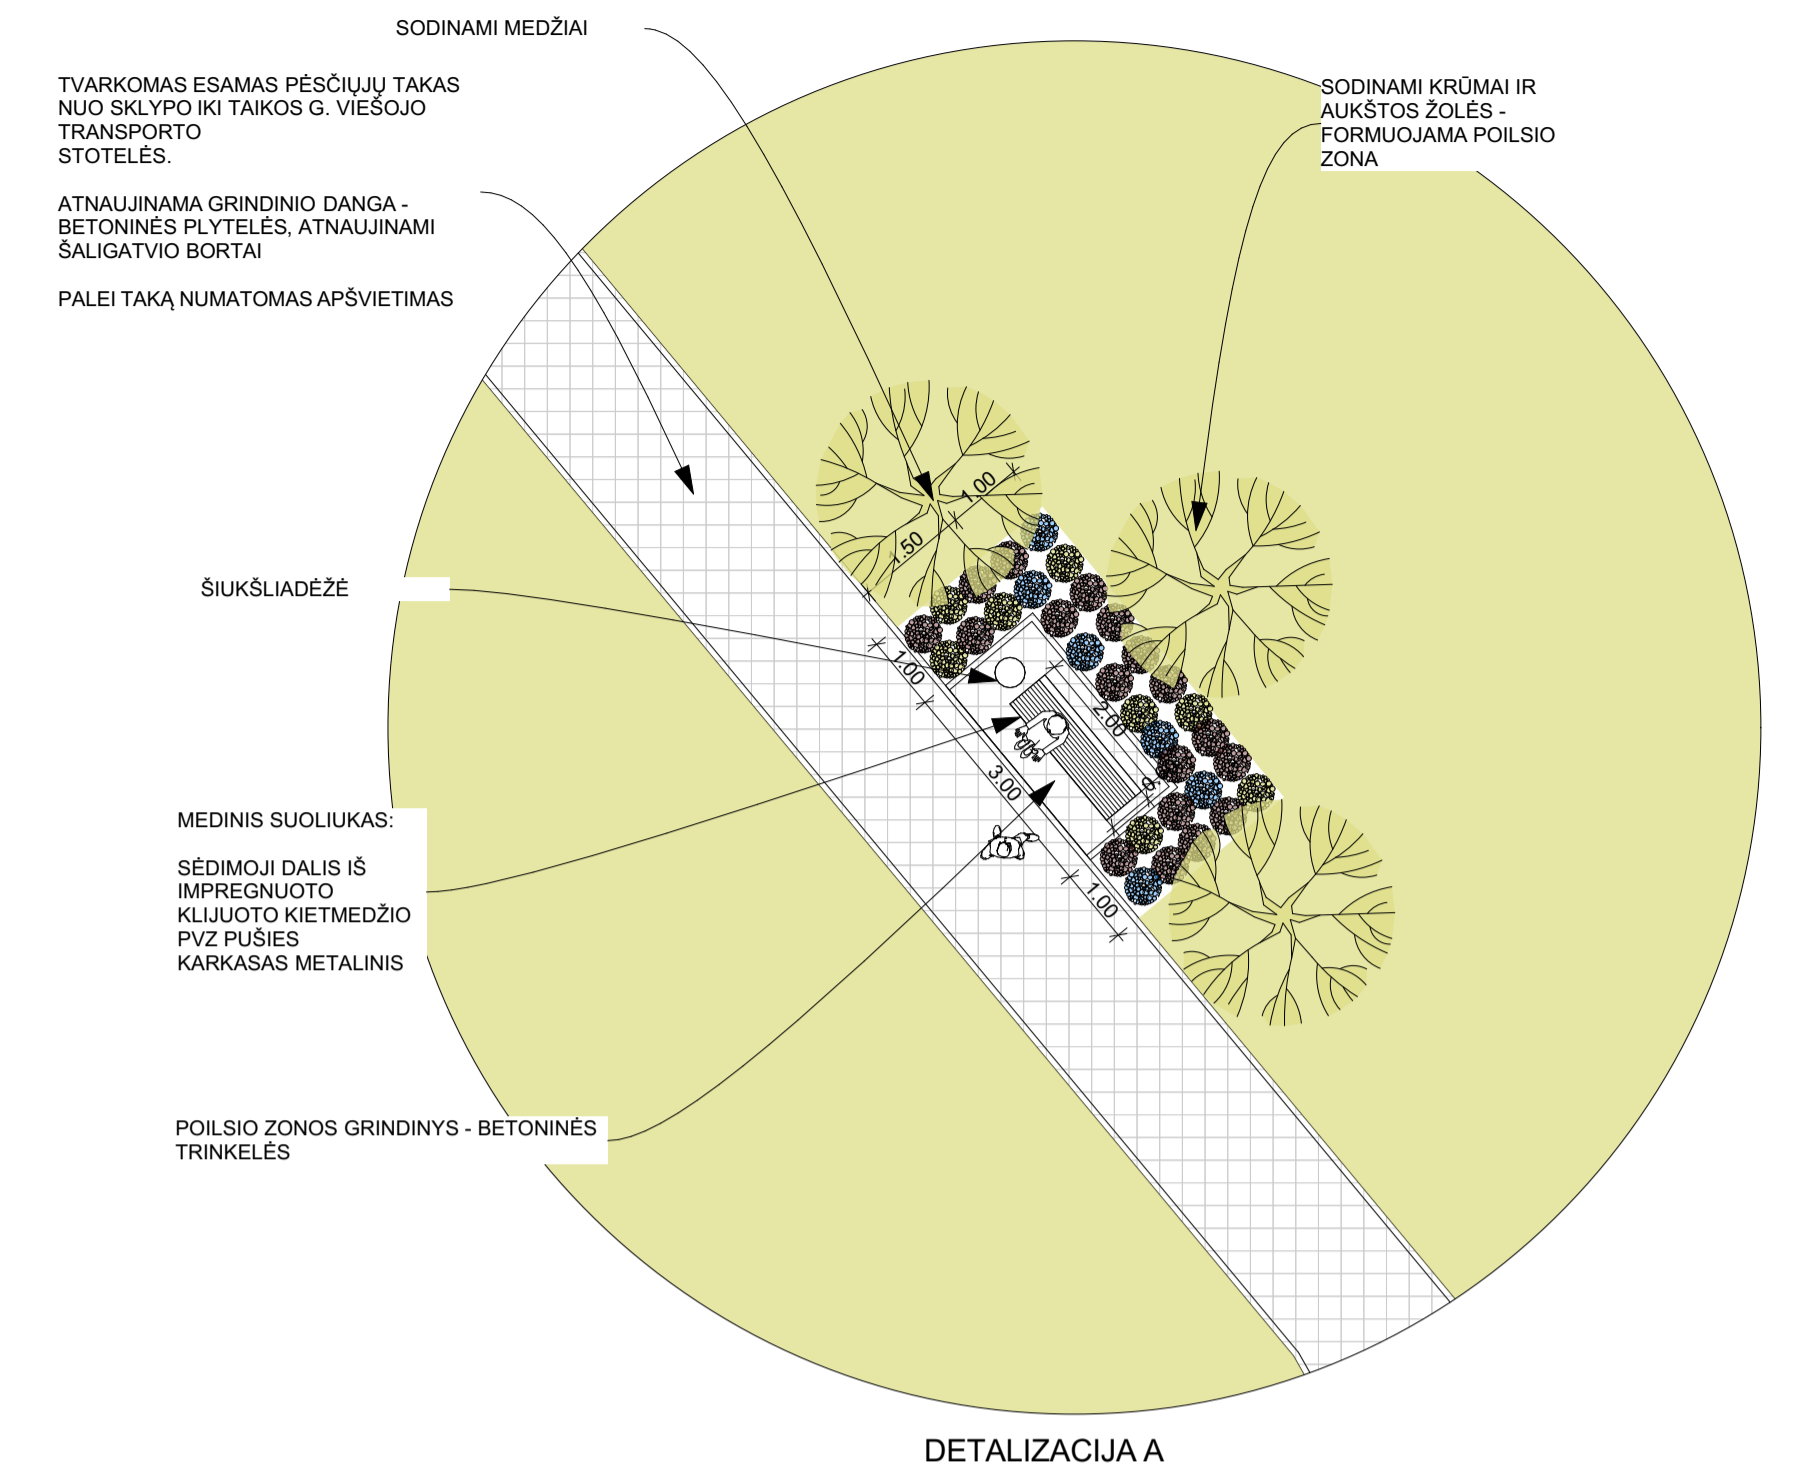 SODINAMI MEDŽIAI
TVARKOMAS ESAMAS PĖSČIŲJŲ TAKAS
NUO SKLYPO IKI TAIKOS G. VIEŠOJO
TRANSPORTO
STOTELĖS.
ATNAUJINAMA GRINDINIO DANGA -
BETONINĖS PLYTELĖS, ATNAUJINAMI
ŠALIGATVIO BORTAI
PALEI TAKĄ NUMATOMAS APŠVIETIMAS
SODINAMI KRŪMAI IR
AUKŠTOS ŽOLĖS -
FORMUOJAMA POILSIO
ZONA
1.00
1.50
ŠIUKŠLIADĖŽĖ
1.00
2.00
3.00
1.00
MEDINIS SUOLIUKAS:
SĖDIMOJI DALIS IŠ
IMPREGNUOTO
KLIJUOTO KIETMEDŽIO
PVZ PUŠIES
KARKASAS METALINIS
POILSIO ZONOS GRINDINYS - BETONINĖS
TRINKELĖS
DETALIZACIJA A